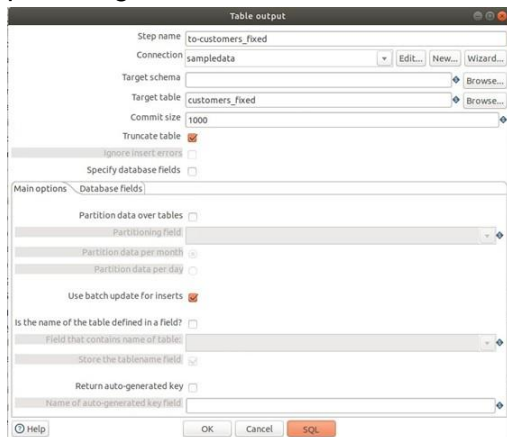 Table output
Step name to-customers_fixed
Connection sampledata Edit... New... Wizard...
Target schema Browse...
Target table customers_fixed Browse...
Commit size 1000
Truncate table
Ignore insert errors
Specify database fields
Main options Database fields
Partition data over tables
Partitioning field
Partition data per month
Partition data per day
Use batch update for inserts
Is the name of the table defined in a field?
Field that contains name of table:
Store the tablename field
Return auto-generated key
Name of auto-generated key field
Help OK Cancel SQL